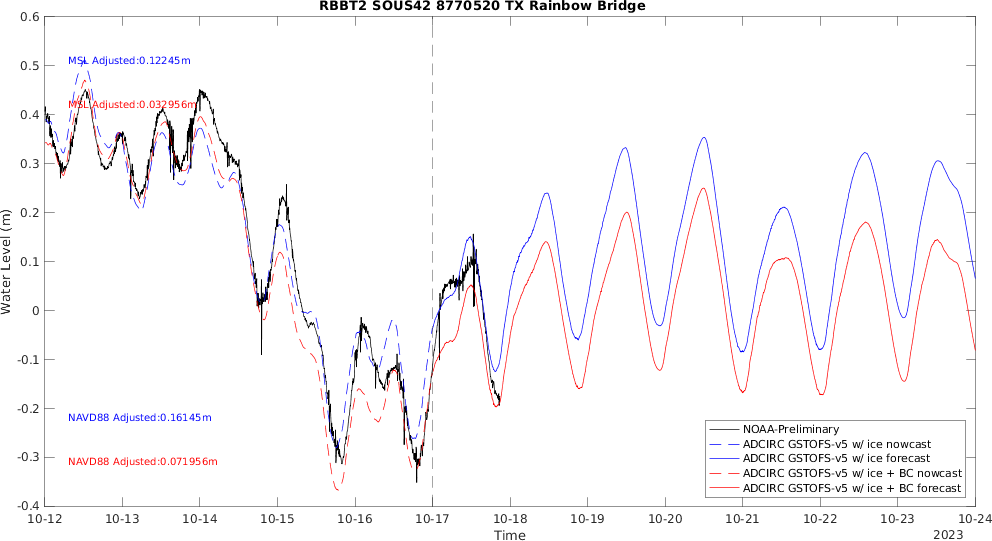 RBBT2 SOUS42 8770520 TX Rainbow Bridge
0.6
0.5
0.4
0.3
0.2
0.1
0
-0.1
-0.2
-0.3
-0.4
Water Level (m)
MSL Adjusted:0.12245m
MSL Adjusted:0.032956m
NAVD88 Adjusted:0.16145m
NAVD88 Adjusted:0.071956m
NOAA-Preliminary
ADCIRC GSTOFS-v5 w/ ice nowcast
ADCIRC GSTOFS-v5 w/ ice forecast
ADCIRC GSTOFS-v5 w/ ice + BC nowcast
ADCIRC GSTOFS-v5 w/ ice + BC forecast
10-12 10-13 10-14 10-15 10-16 10-17 10-18 10-19 10-20 10-21 10-22 10-23 10-24
Time
2023